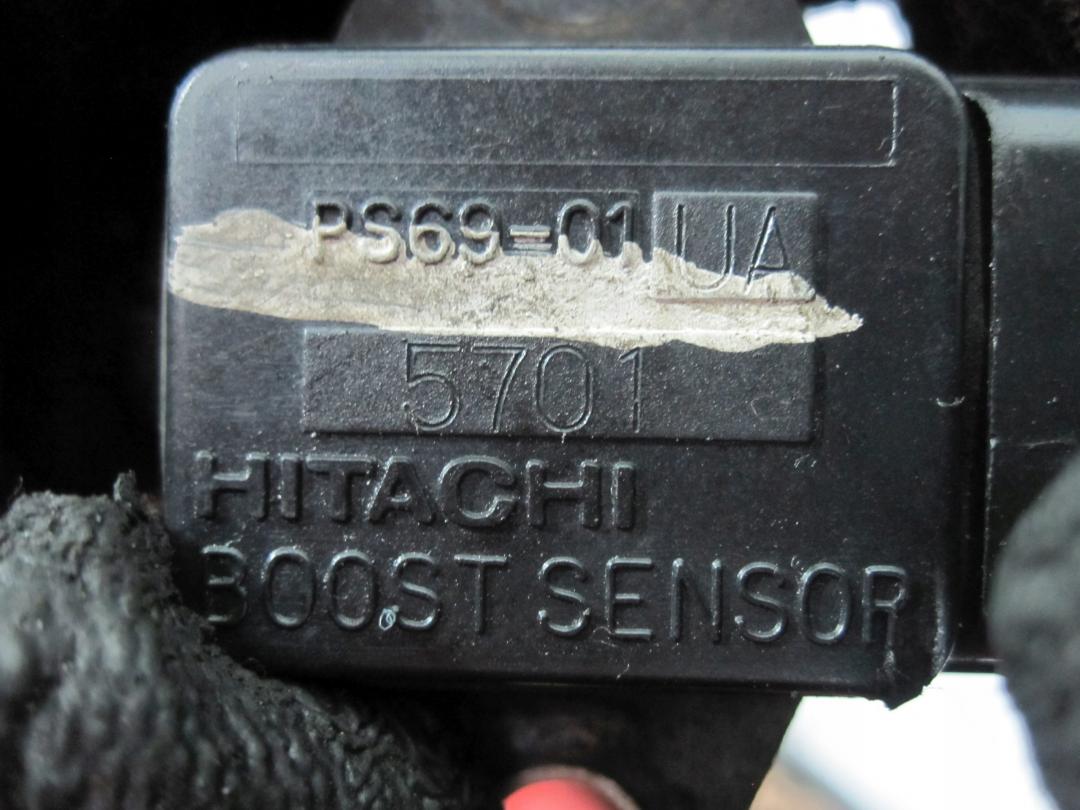 PS69-01 UA
5701
HITACHI
BOOST SENSOR